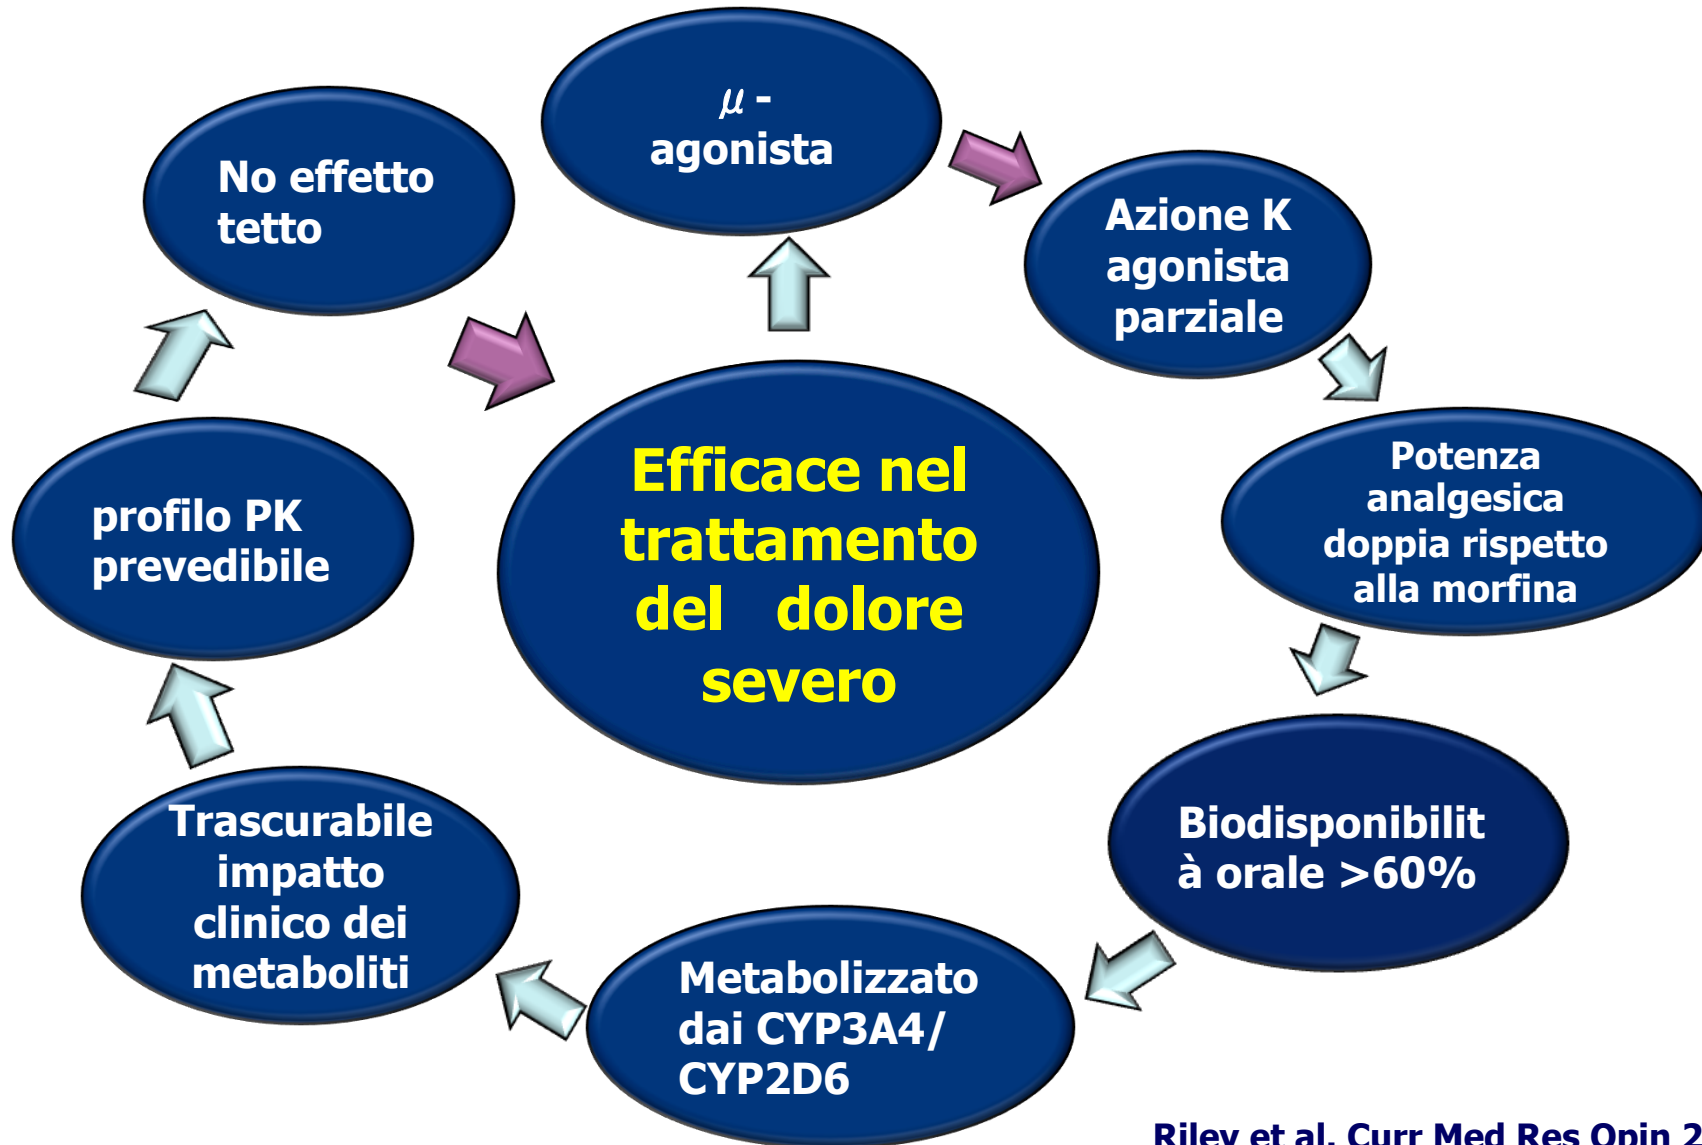 μ -
agonista
No effetto
tetto
Azione K
agonista
parziale
Efficace nel
trattamento
del dolore
severo
Potenza
analgesica
doppia rispetto
alla morfina
profilo PK
prevedibile
Biodisponibilit
à orale >60%
Trascurabile
impatto
clinico dei
metaboliti
Metabolizzato
dai CYP3A4/
CYP2D6
Riley et al. Curr Med Res Opin 2